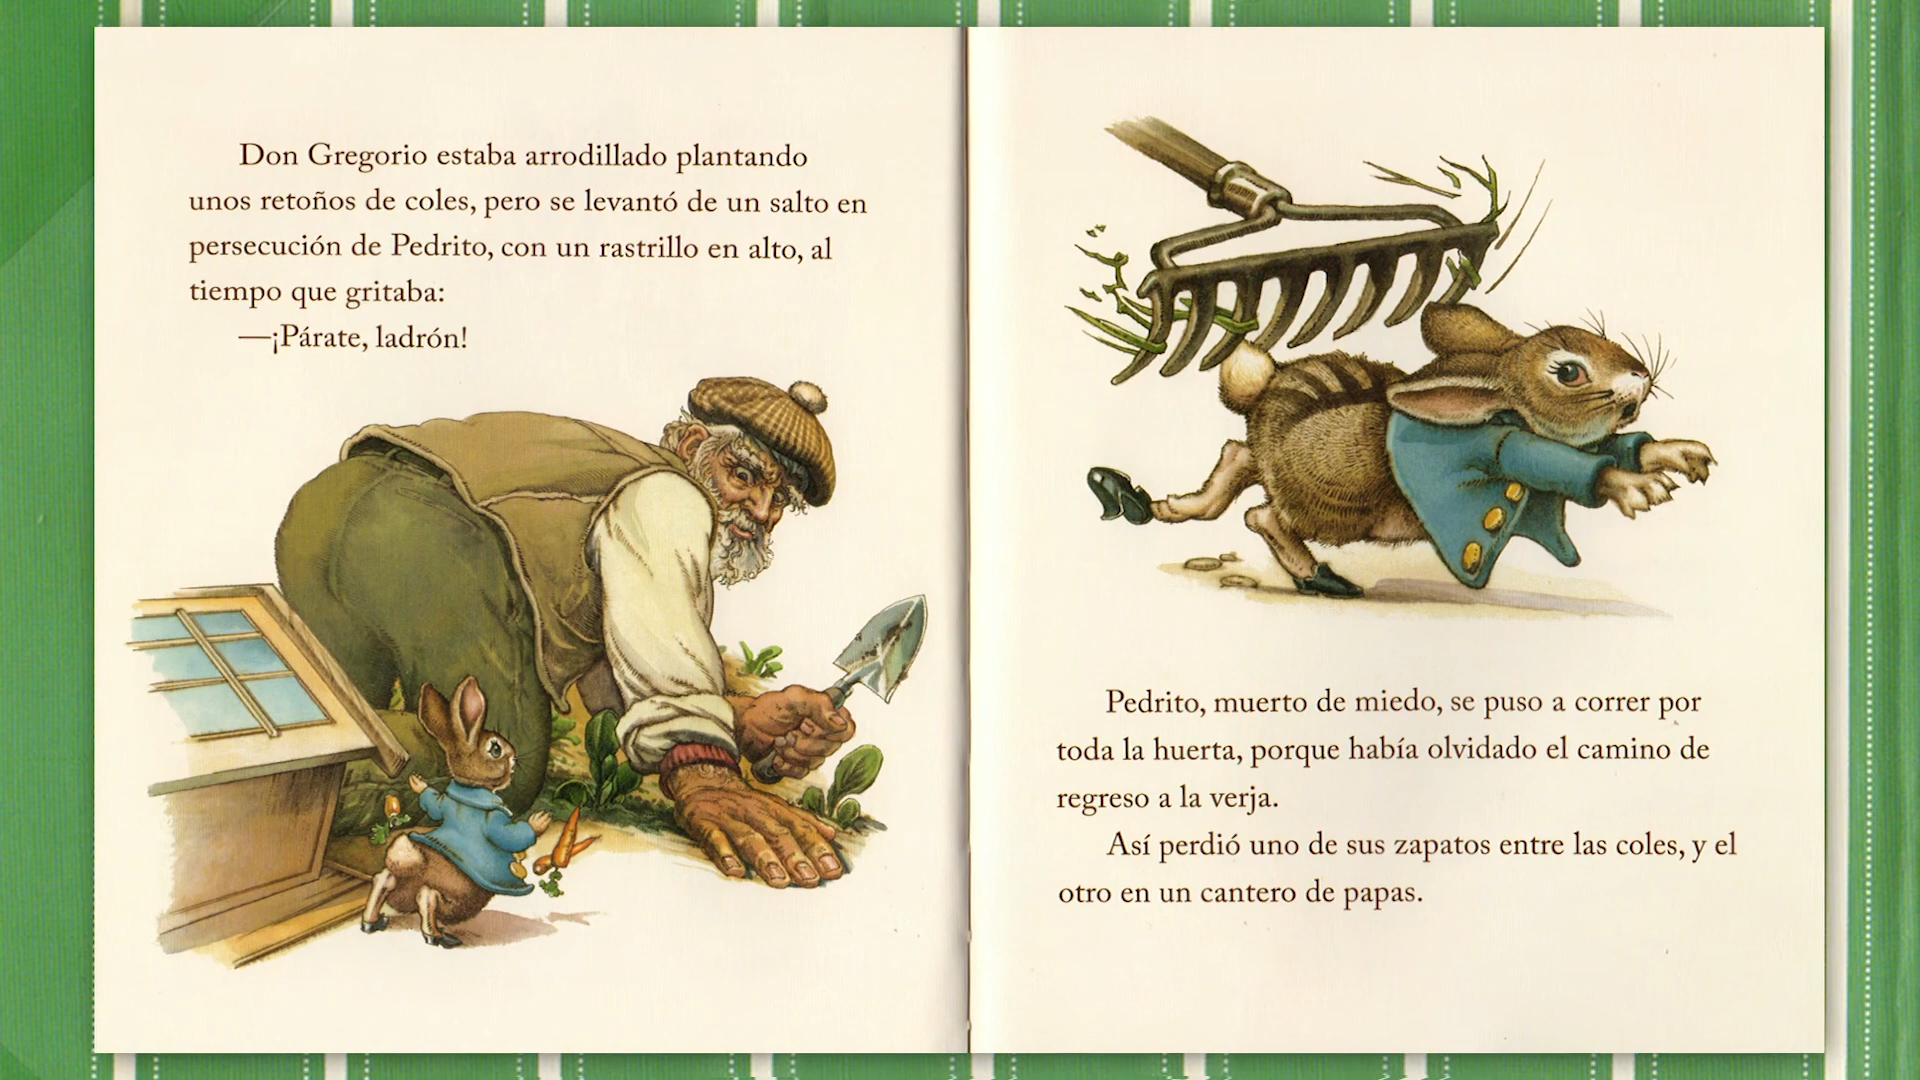 Don Gregorio estaba arrodillado plantando
unos retoños de coles, pero se levantó de un salto en
persecución de Pedrito, con un rastrillo en alto, al
tiempo que gritaba:
—¡Párate, ladrón!
Pedrito, muerto de miedo, se puso a correr por
toda la huerta, porque había olvidado el camino de
regreso a la verja.
Así perdió uno de sus zapatos entre las coles, y el
otro en un cantero de papas.